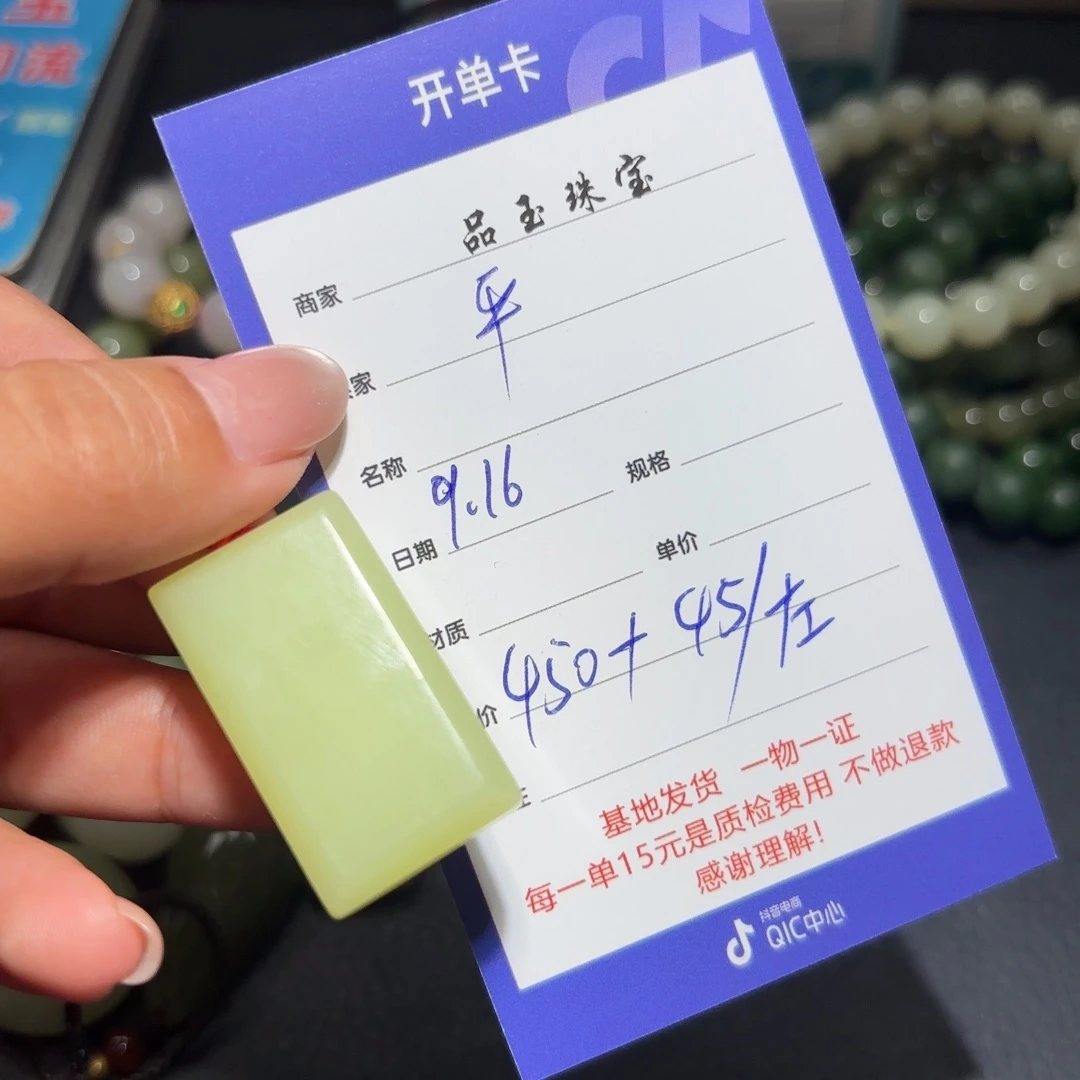 开单卡
品玉珠宝
商家
平
家
名称
9.16
规格
日期
单价
材质
450+45/左
价
基地发货 一物一证
每一单15元是质检费用 不做退款
感谢理解!
抖音电商
QIC中心
宝
流